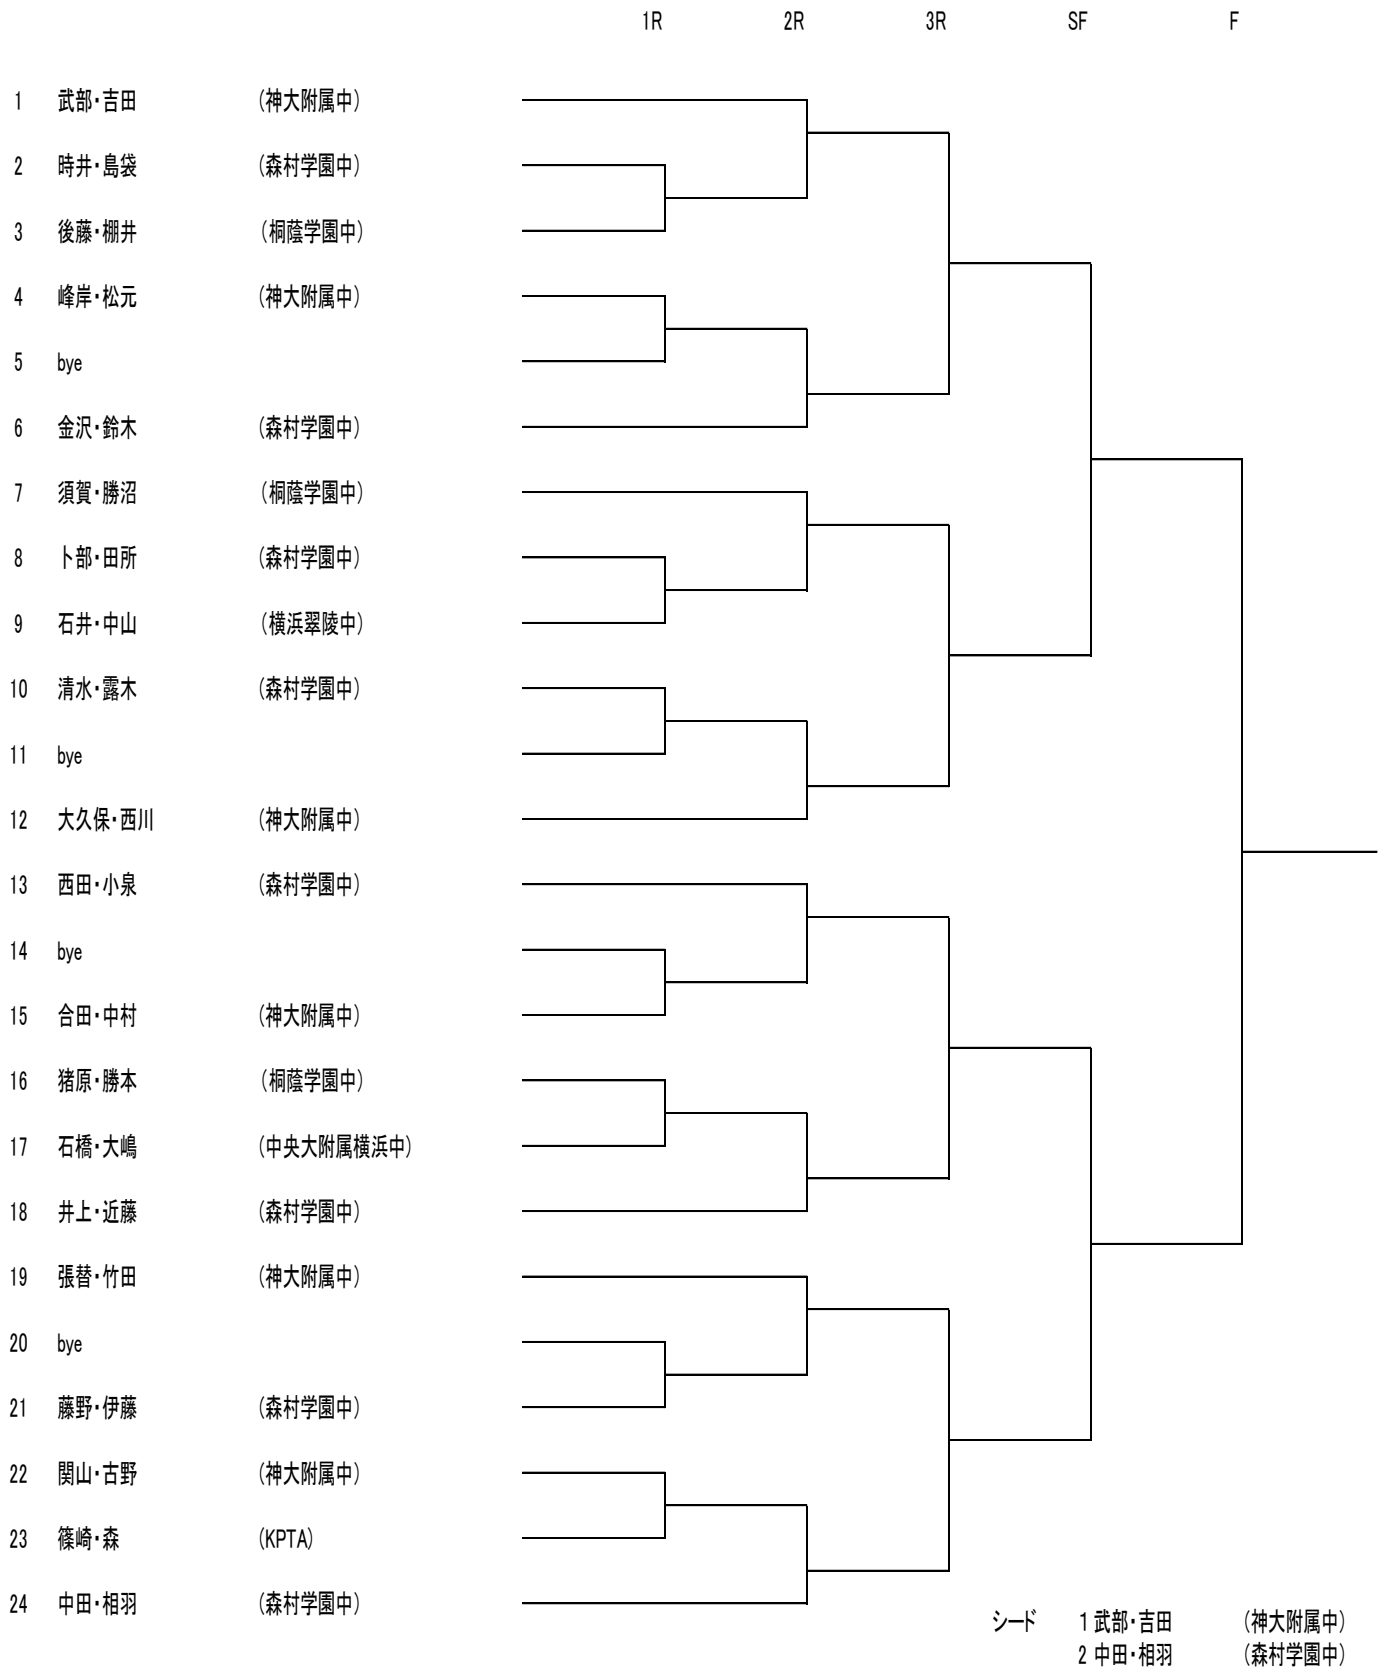 1R 2R 3R SF F
1 武部・吉田 (神大附属中)
2 時井・島袋 (森村学園中)
3 後藤・棚井 (桐蔭学園中)
4 峰岸・松元 (神大附属中)
5 bye
6 金沢・鈴木 (森村学園中)
7 須賀・勝沼 (桐蔭学園中)
8 卜部・田所 (森村学園中)
9 石井・中山 (横浜翠陵中)
10 清水・露木 (森村学園中)
11 bye
12 大久保・西川 (神大附属中)
13 西田・小泉 (森村学園中)
14 bye
15 合田・中村 (神大附属中)
16 猪原・勝本 (桐蔭学園中)
17 石橋・大嶋 (中央大附属横浜中)
18 井上・近藤 (森村学園中)
19 張替・竹田 (神大附属中)
20 bye
21 藤野・伊藤 (森村学園中)
22 関山・古野 (神大附属中)
23 篠崎・森 (KPTA)
24 中田・相羽 (森村学園中)
シード 1 武部・吉田 (神大附属中)
2 中田・相羽 (森村学園中)